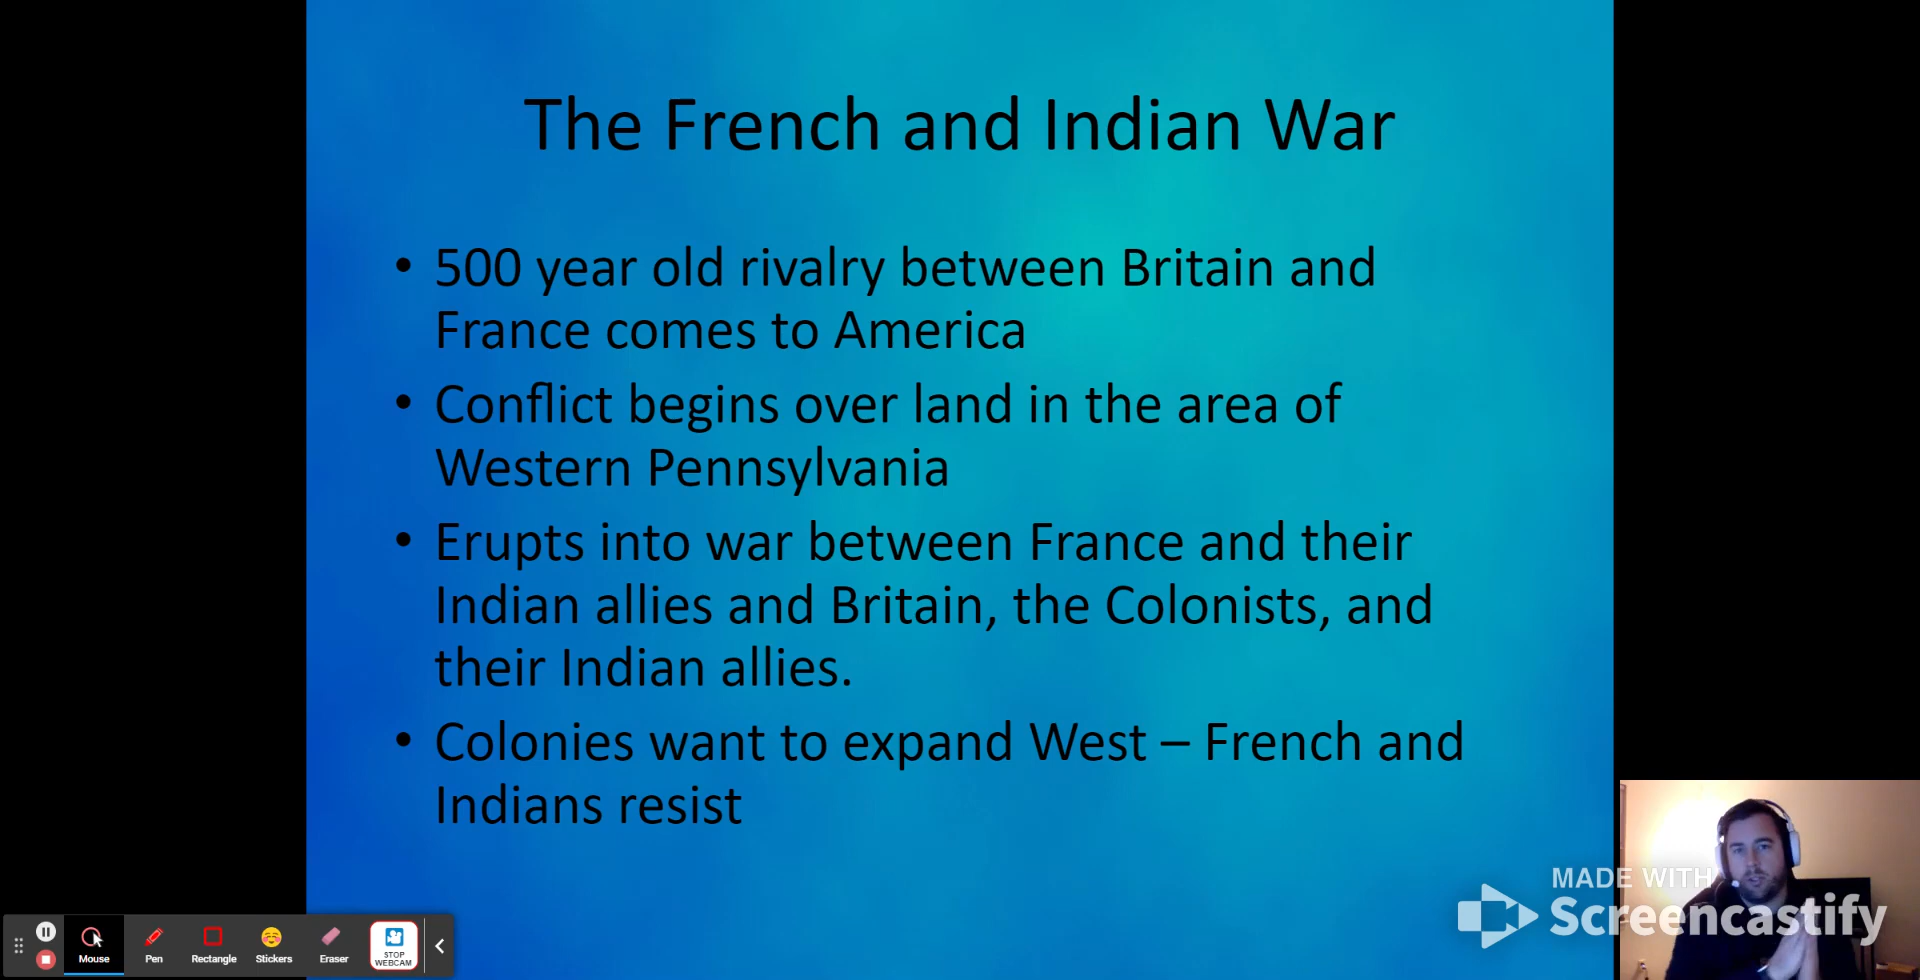 The French and Indian War
• 500 year old rivalry between Britain and
France comes to America
• Conflict begins over land in the area of
Western Pennsylvania
• Erupts into war between France and their
Indian allies and Britain, the Colonists, and
their Indian allies.
• Colonies want to expand West – French and
Indians resist
MADE WITH
Screencastify
Mouse
Pen
Rectangle
Stickers
Eraser
STOP
WEBCAM